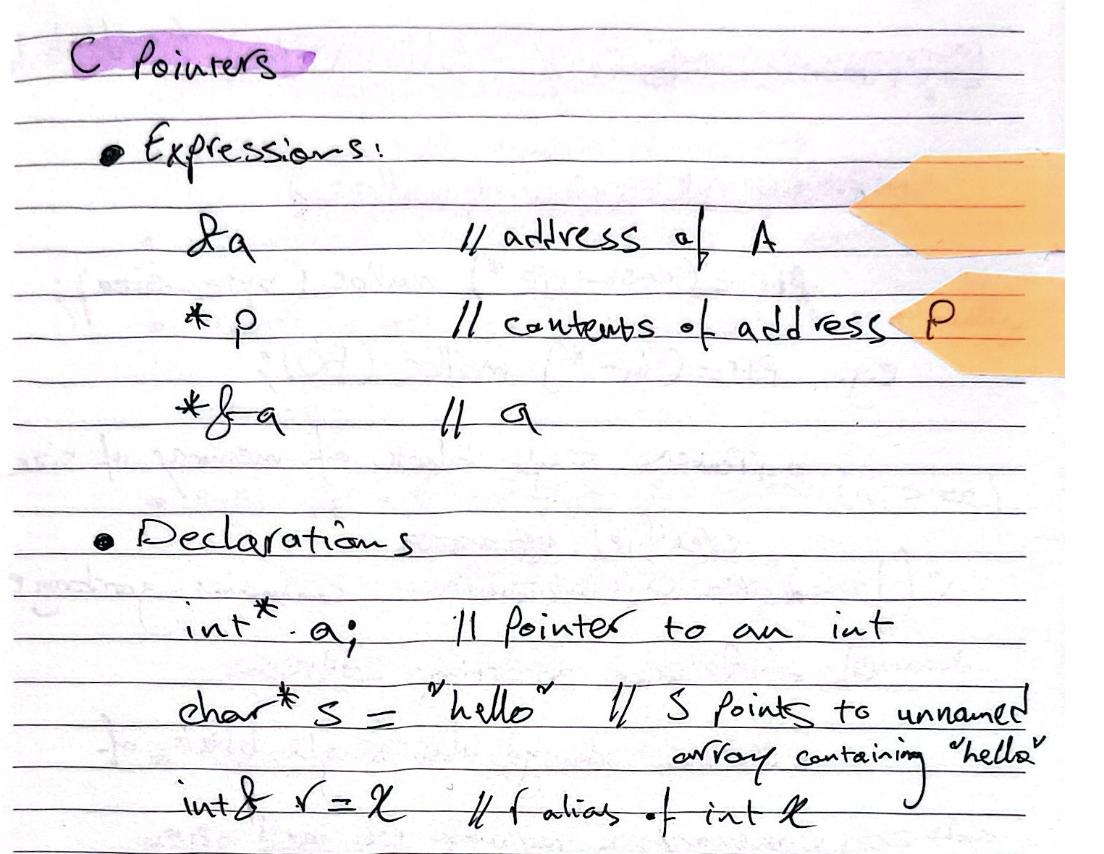 C Pointers
• Expressions:
&a // address of A
* p // contents of address P
*&a // a
• Declarations
int* a; // Pointer to an int
char* s = "hello" // S points to unnamed
array containing "hello"
int& r = x // r alias of int x